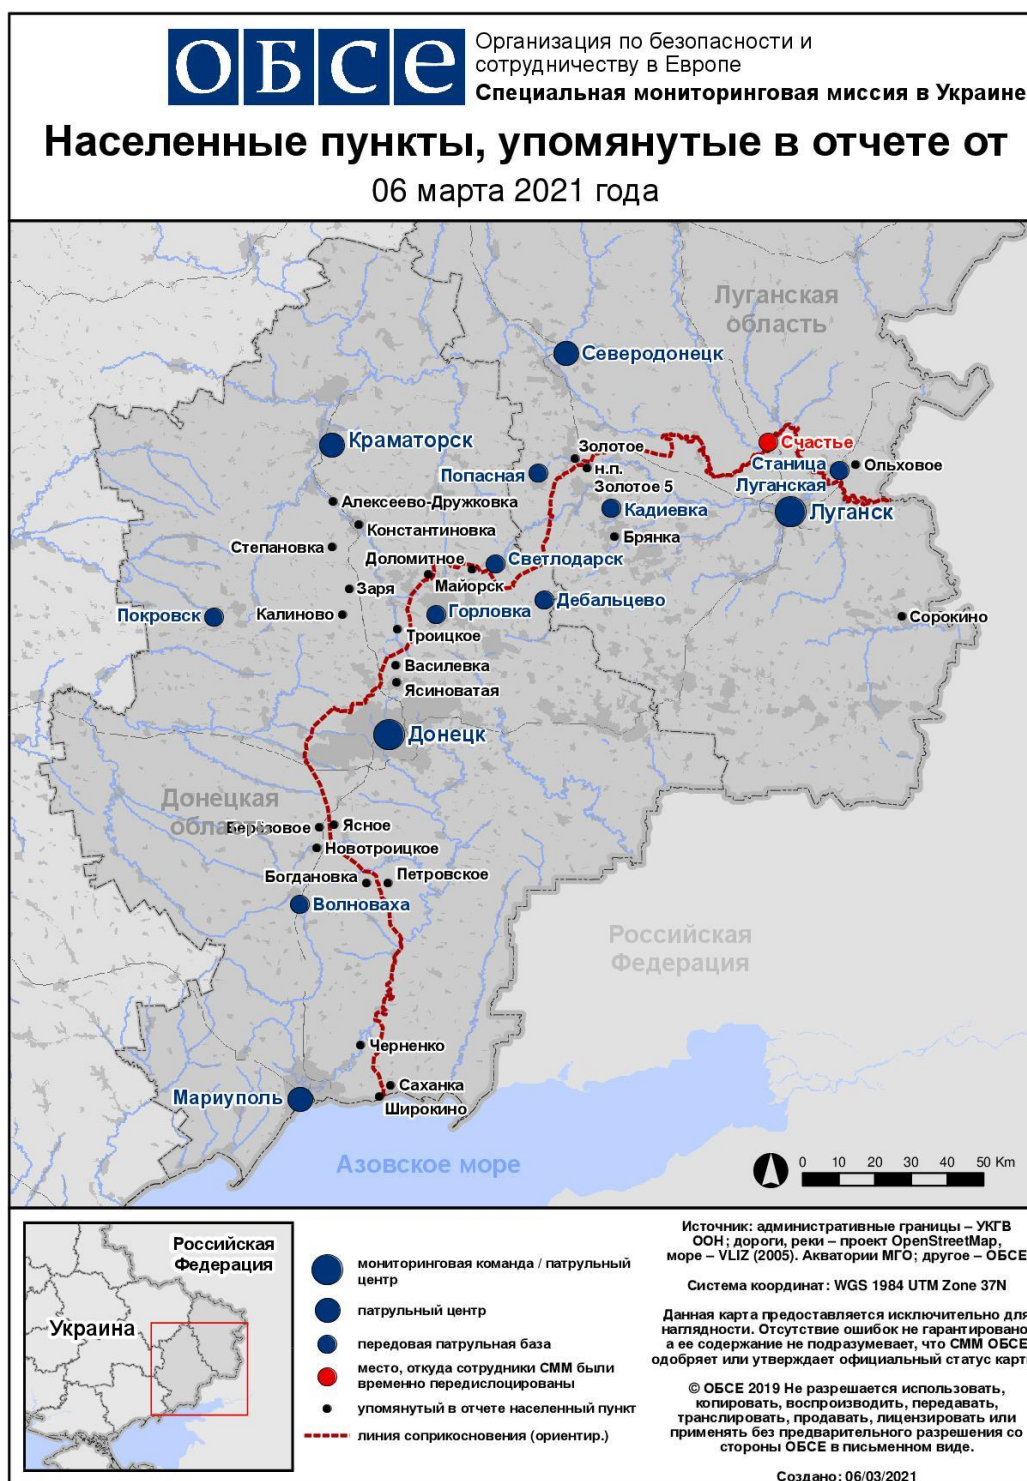 ОБСЕ
Организация по безопасности и
сотрудничеству в Европе
Специальная мониторинговая миссия в Украине
Населенные пункты, упомянутые в отчете от
06 марта 2021 года
Луганская
область
Северодонецк
Краматорск
Счастье
Золотое
Станица
Луганская
Ольховое
Попасная
н.п.
Золотое 5
Алексеево-Дружковка
Кадиевка
Луганск
Константиновка
Брянка
Степановка
Доломитное
Светлодарск
Майорск
Заря
Дебальцево
Покровск
Калиново
Горловка
Сорокино
Троицкое
Василевка
Ясиноватая
Донецк
Донецкая
область
Берёзовое
Ясное
Новотроицкое
Богдановка
Петровское
Волноваха
Российская
Федерация
Черненко
Саханка
Мариуполь
Широкино
Азовское море
0 10 20 30 40 50 Km
Российская
Федерация
Украина
мониторинговая команда / патрульный
центр
патрульный центр
передовая патрульная база
место, откуда сотрудники СММ были
временно передислоцированы
упомянутый в отчете населенный пункт
линия соприкосновения (ориентир.)
Источник: административные границы – УКГВ
ООН; дороги, реки – проект OpenStreetMap,
море – VLIZ (2005). Акватории МГО; другое – ОБСЕ
Система координат: WGS 1984 UTM Zone 37N
Данная карта предоставляется исключительно для
наглядности. Отсутствие ошибок не гарантировано
а ее содержание не подразумевает, что СММ ОБСЕ
одобряет или утверждает официальный статус карт
© ОБСЕ 2019 Не разрешается использовать,
копировать, воспроизводить, передавать,
транслировать, продавать, лицензировать или
применять без предварительного разрешения со
стороны ОБСЕ в письменном виде.
Создано: 06/03/2021